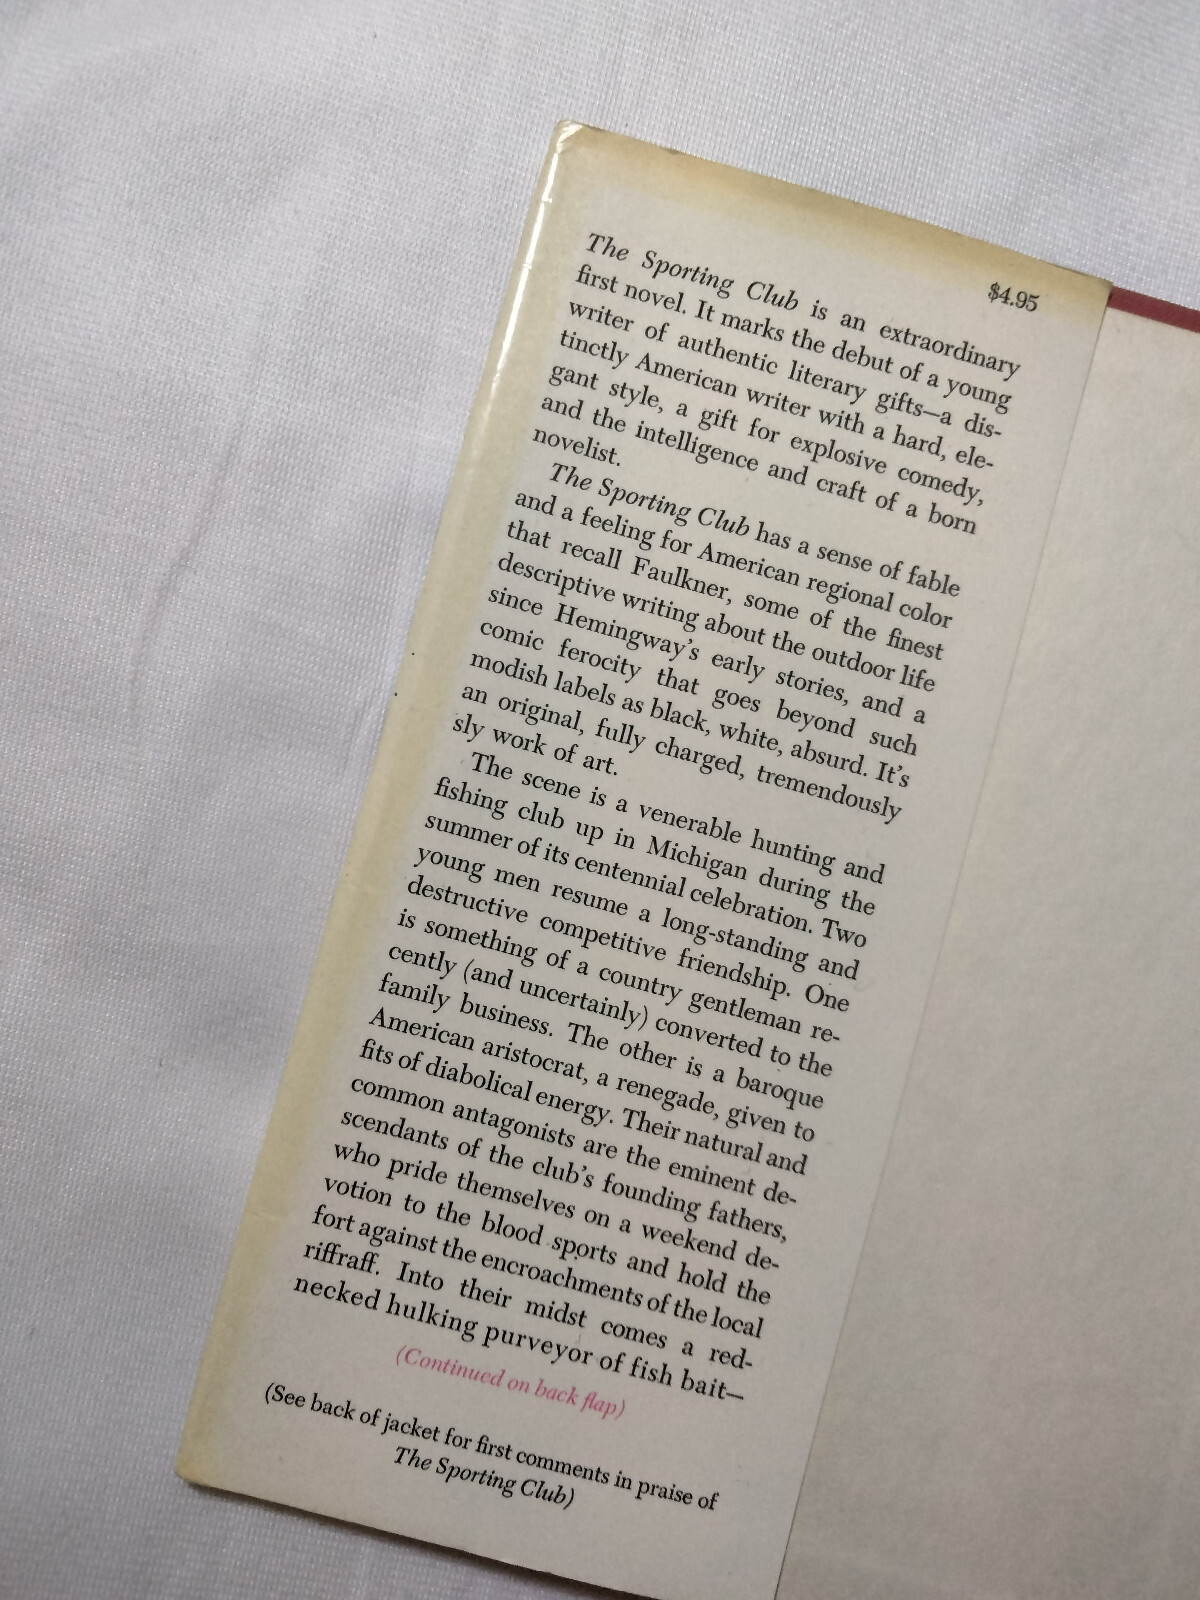 $4.95
The Sporting Club is an extraordinary
first novel. It marks the debut of a young
writer of authentic literary gifts—a dis-
tinctly American writer with a hard, ele-
gant style, a gift for explosive comedy,
and the intelligence and craft of a born
novelist.
The Sporting Club has a sense of fable
and a feeling for American regional color
that recall Faulkner, some of the finest
descriptive writing about the outdoor life
since Hemingway's early stories, and a
comic ferocity that goes beyond such
modish labels as black, white, absurd. It's
an original, fully charged, tremendously
sly work of art.
The scene is a venerable hunting and
fishing club up in Michigan during the
summer of its centennial celebration. Two
young men resume a long-standing and
destructive competitive friendship. One
is something of a country gentleman re-
cently (and uncertainly) converted to the
family business. The other is a baroque
American aristocrat, a renegade, given to
fits of diabolical energy. Their natural and
common antagonists are the eminent de-
scendants of the club's founding fathers,
who pride themselves on a weekend de-
votion to the blood sports and hold the
fort against the encroachments of the local
riffraff. Into their midst comes a red-
necked hulking purveyor of fish bait—
(Continued on back flap)
(See back of jacket for first comments in praise of
The Sporting Club)